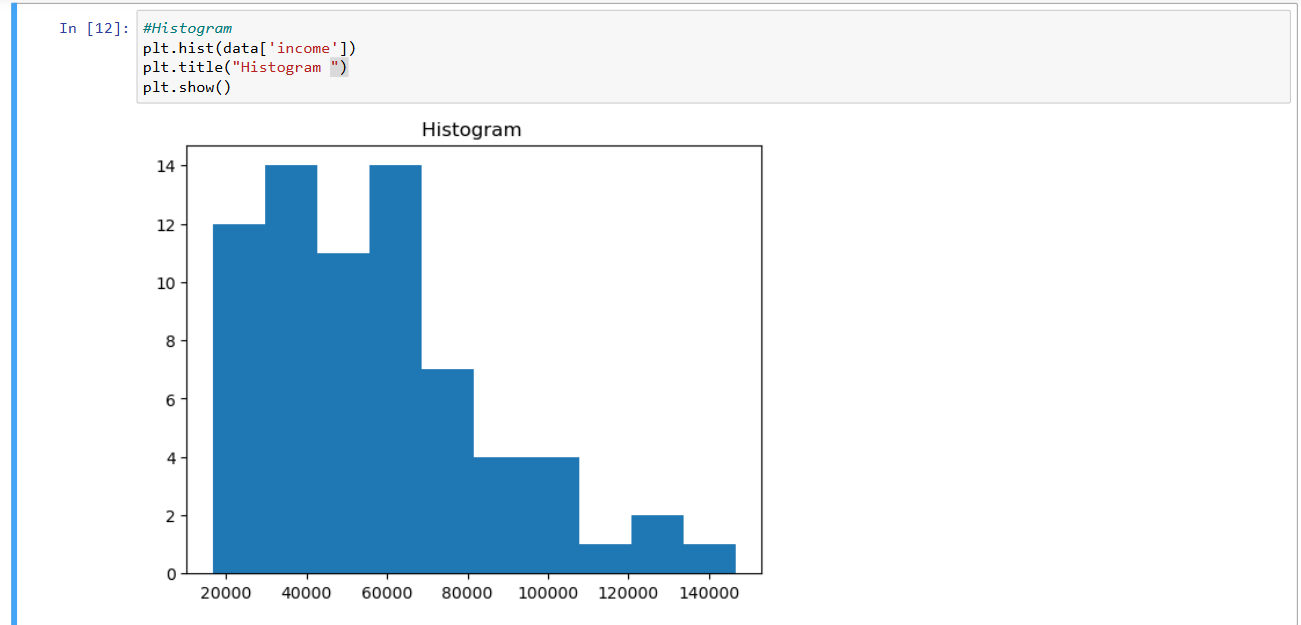 In [12]: #Histogram
plt.hist(data['income'])
plt.title("Histogram ")
plt.show()
Histogram
14
12
10
8
6
4
2
0
20000 40000 60000 80000 100000 120000 140000